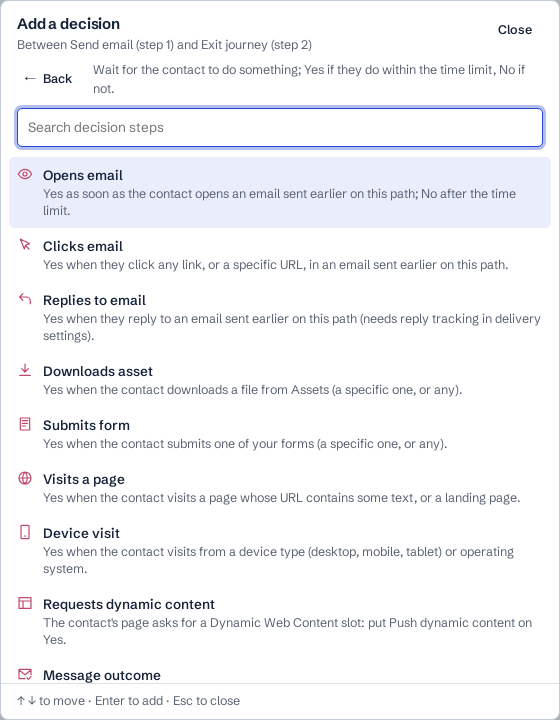 Add a decision
Close
Between Send email (step 1) and Exit journey (step 2)
← Back
Wait for the contact to do something; Yes if they do within the time limit, No if
not.
Search decision steps
Opens email
Yes as soon as the contact opens an email sent earlier on this path; No after the time
limit.
Clicks email
Yes when they click any link, or a specific URL, in an email sent earlier on this path.
Replies to email
Yes when they reply to an email sent earlier on this path (needs reply tracking in delivery
settings).
Downloads asset
Yes when the contact downloads a file from Assets (a specific one, or any).
Submits form
Yes when the contact submits one of your forms (a specific one, or any).
Visits a page
Yes when the contact visits a page whose URL contains some text, or a landing page.
Device visit
Yes when the contact visits from a device type (desktop, mobile, tablet) or operating
system.
Requests dynamic content
The contact's page asks for a Dynamic Web Content slot: put Push dynamic content on
Yes.
Message outcome
↑↓ to move · Enter to add · Esc to close